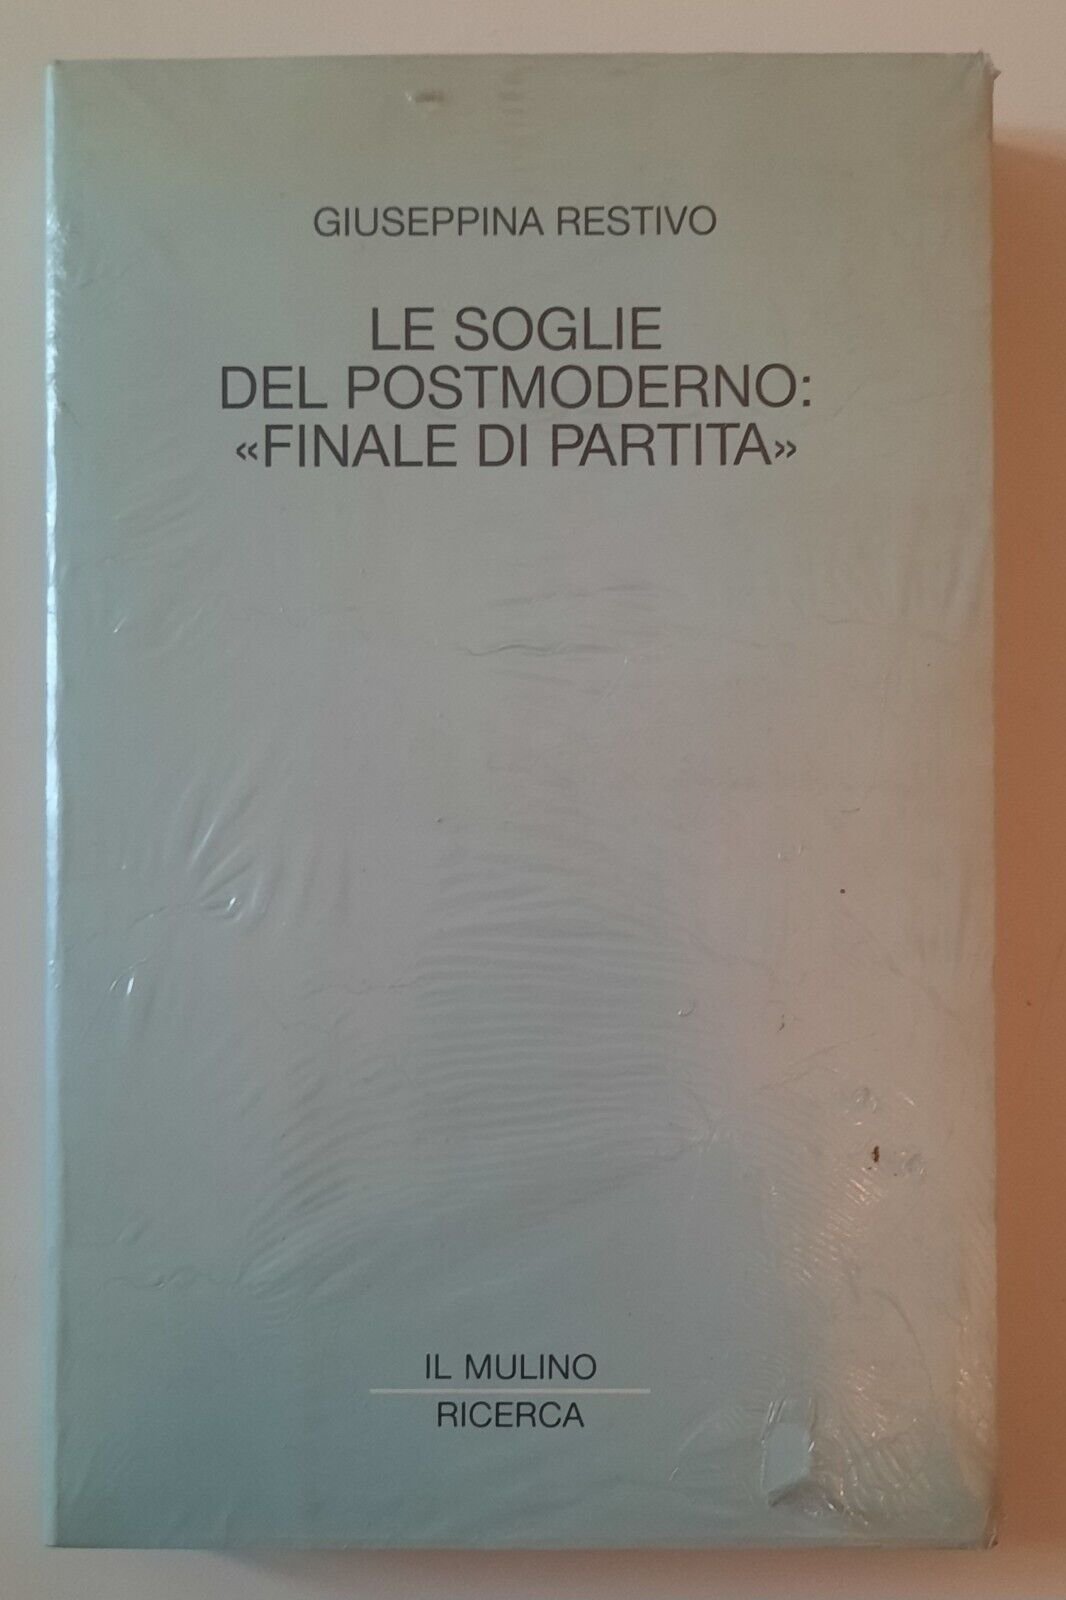 GIUSEPPINA RESTIVO
LE SOGLIE
DEL POSTMODERNO:
«FINALE DI PARTITA»
IL MULINO
RICERCA